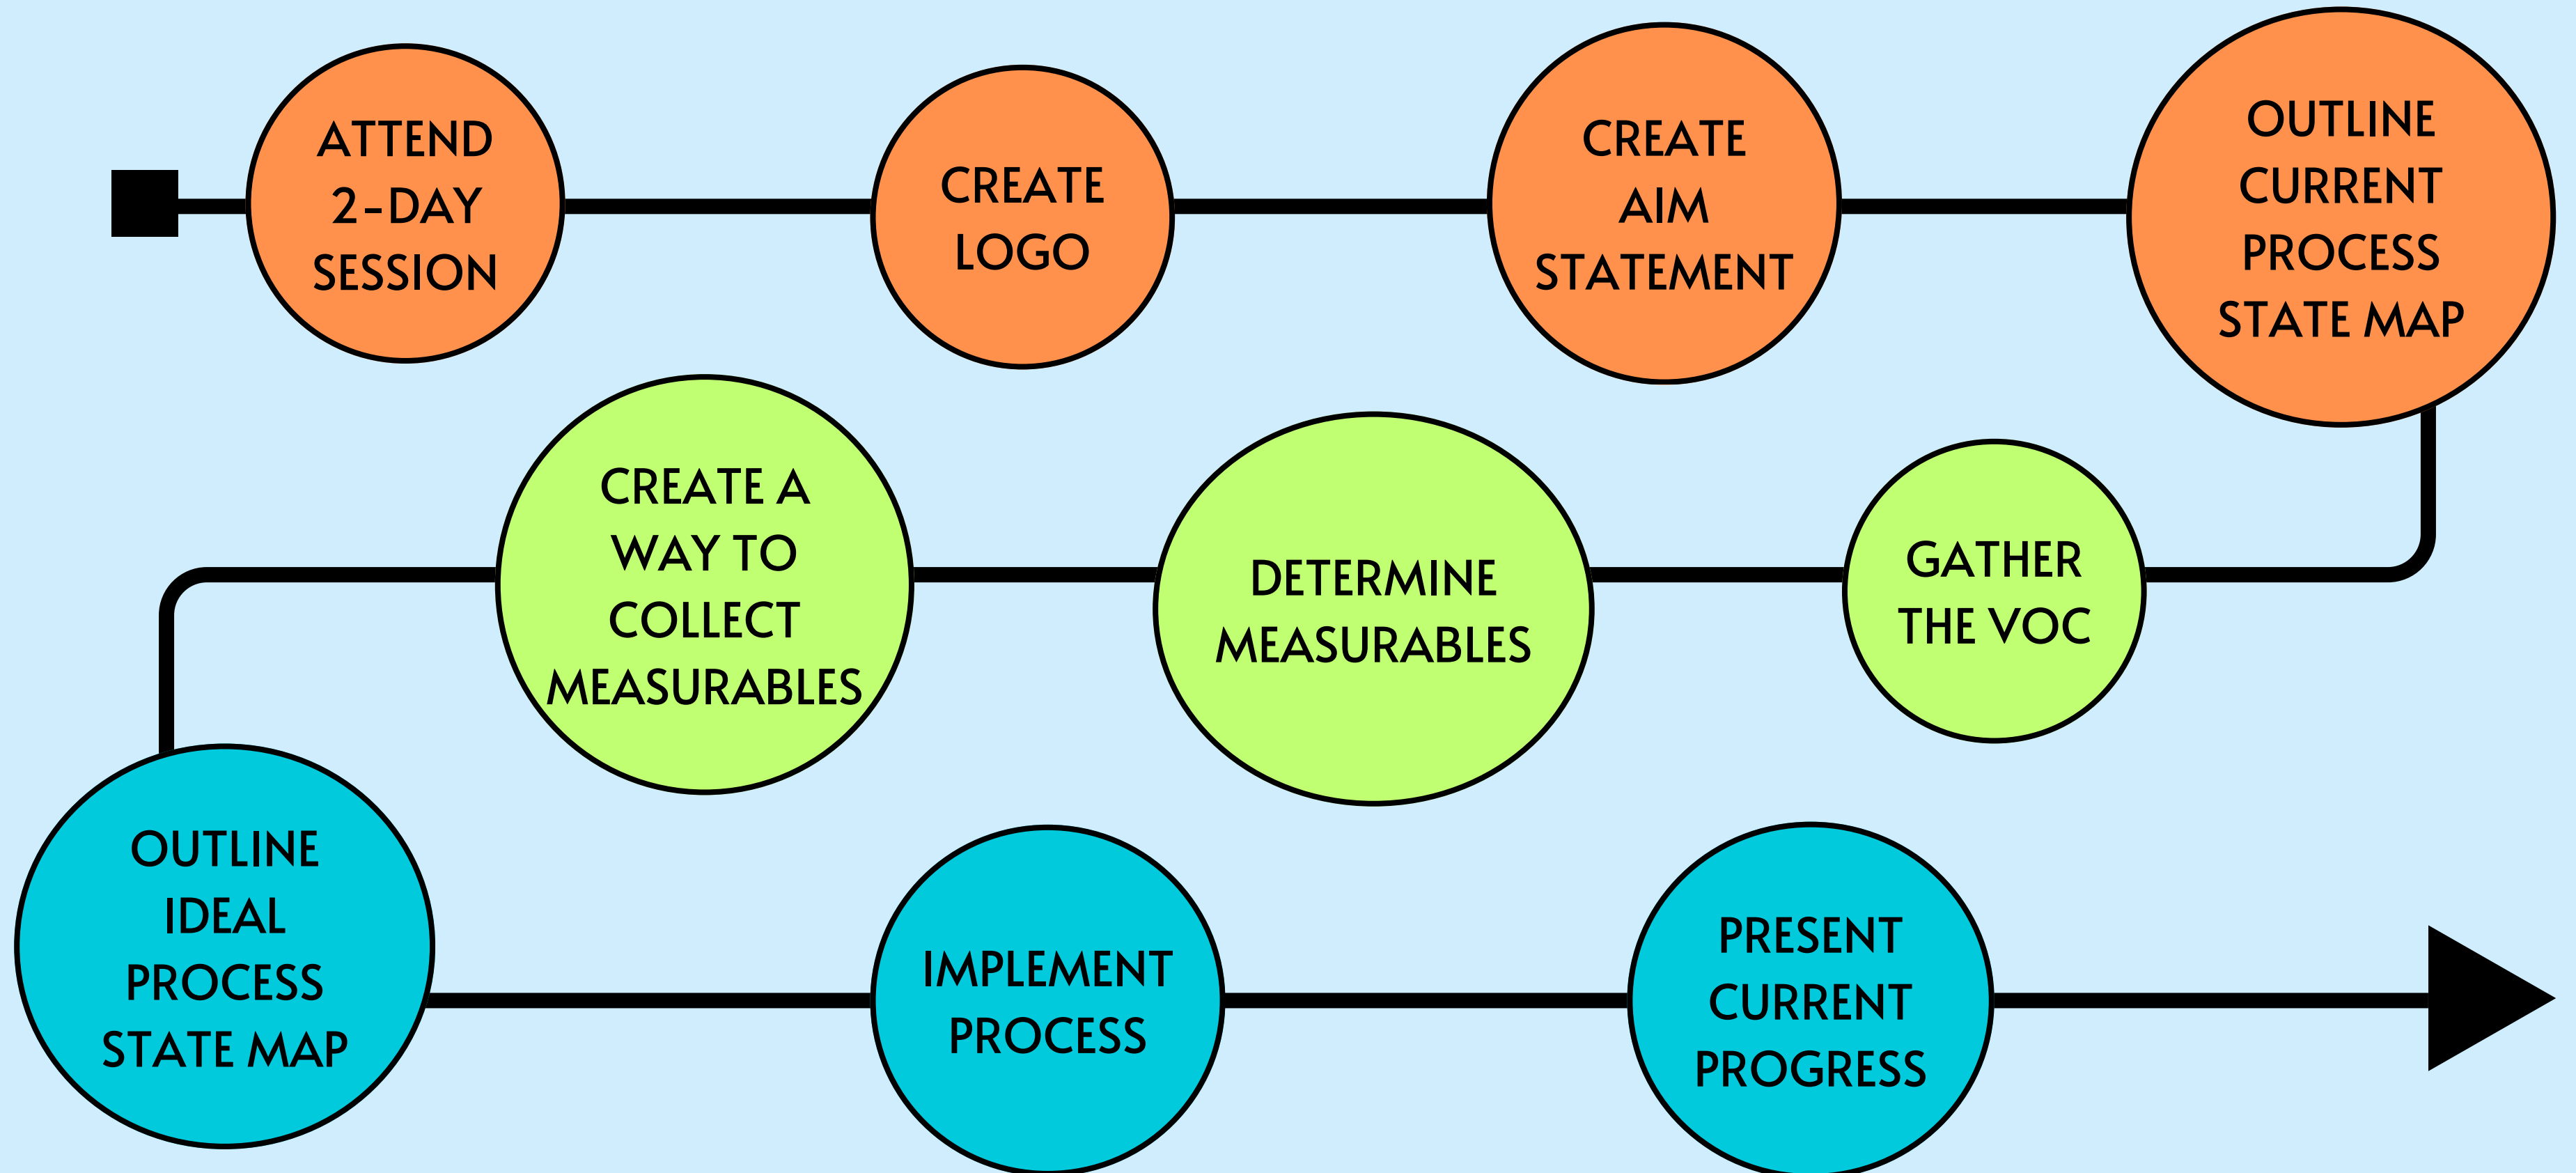 ATTEND
2-DAY
SESSION
CREATE
LOGO
CREATE
AIM
STATEMENT
OUTLINE
CURRENT
PROCESS
STATE MAP
GATHER
THE VOC
DETERMINE
MEASURABLES
CREATE A
WAY TO
COLLECT
MEASURABLES
OUTLINE
IDEAL
PROCESS
STATE MAP
IMPLEMENT
PROCESS
PRESENT
CURRENT
PROGRESS